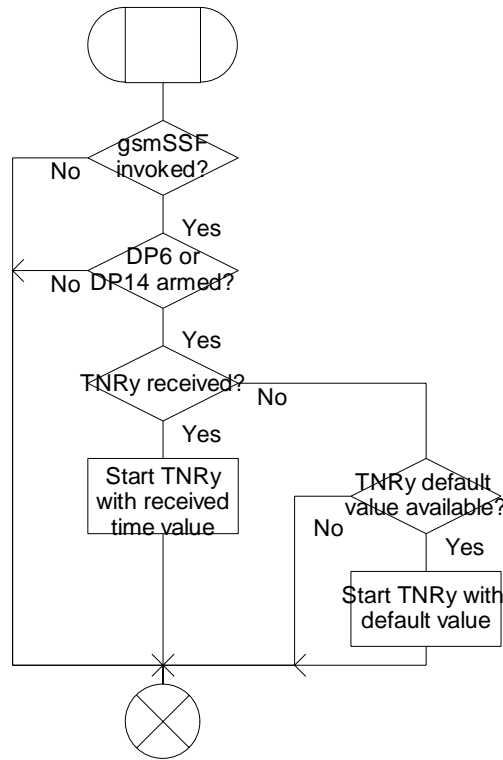 gsmSSF
invoked?
No
Yes
DP6 or
DP14 armed?
No
Yes
TNRy received?
No
Yes
Start TNRy
with received
time value
TNRy default
value available?
No
Yes
Start TNRy with
default value